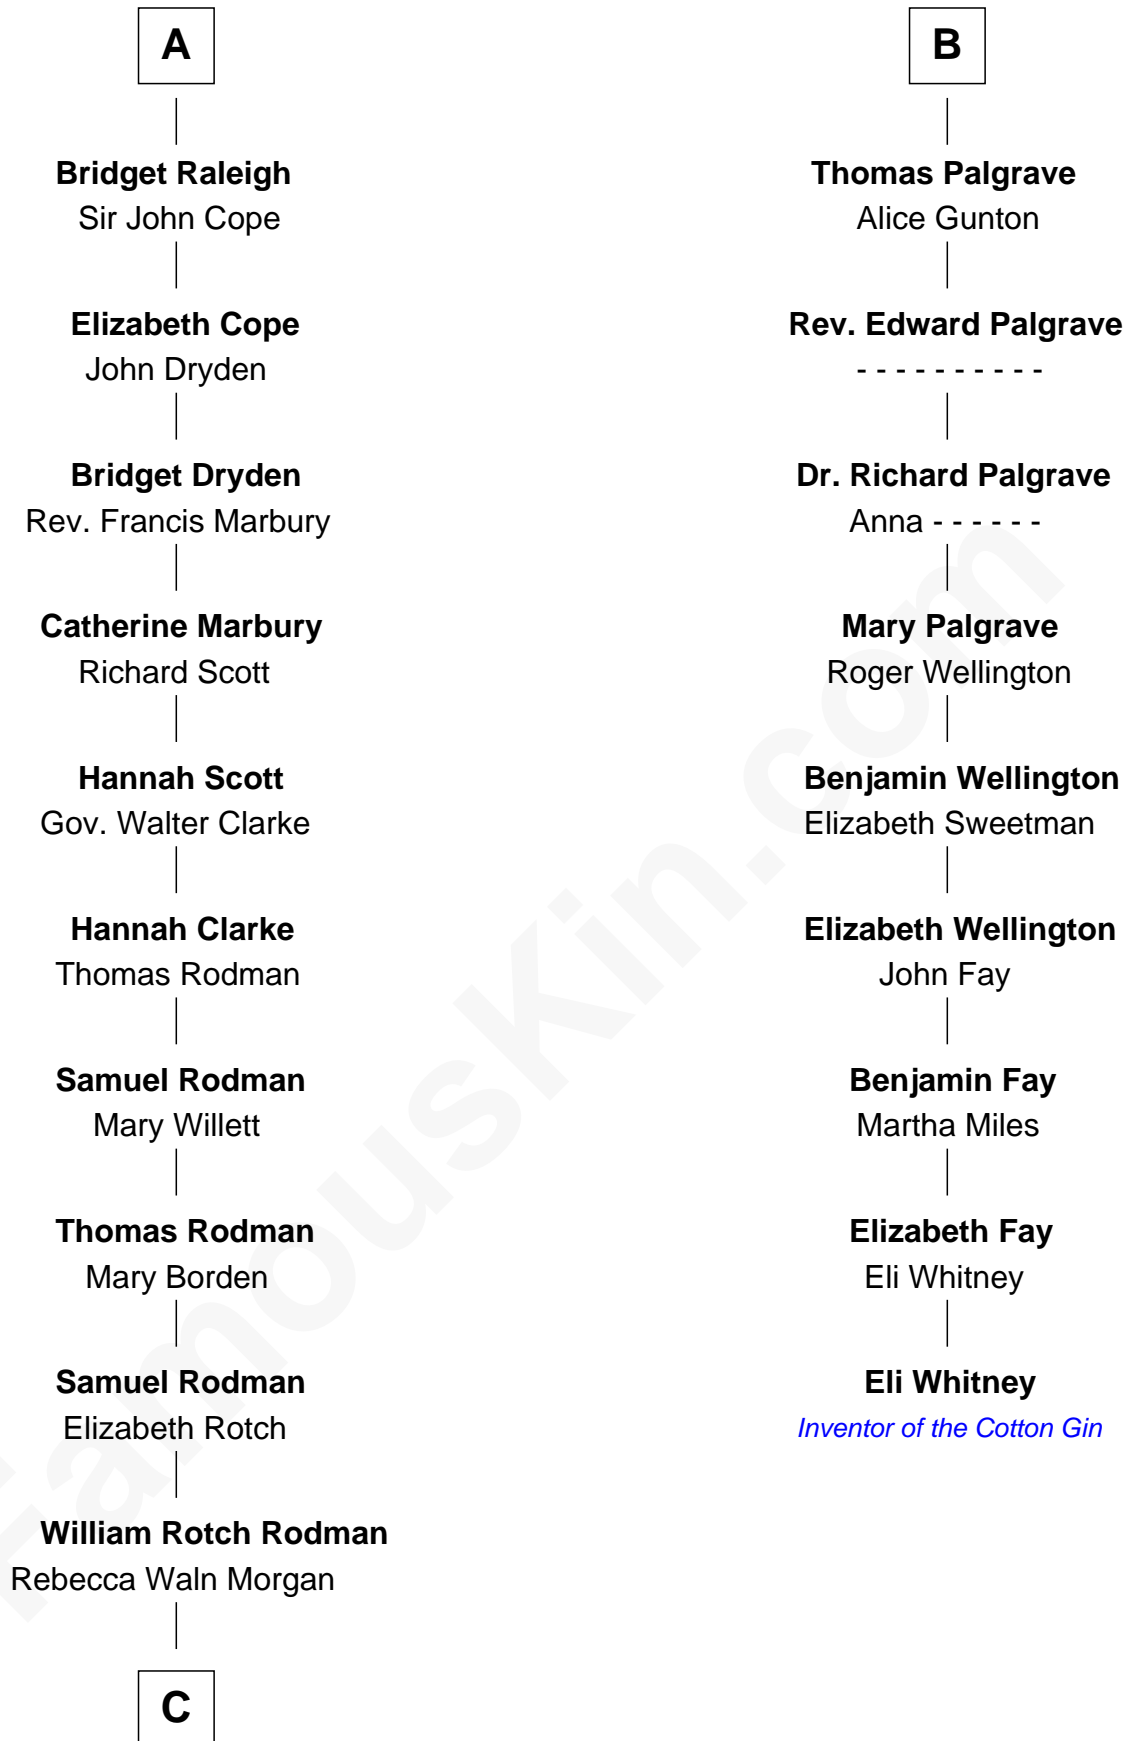 A
Bridget Raleigh
Sir John Cope
Elizabeth Cope
John Dryden
Bridget Dryden
Rev. Francis Marbury
Catherine Marbury
Richard Scott
Hannah Scott
Gov. Walter Clarke
Hannah Clarke
Thomas Rodman
Samuel Rodman
Mary Willett
Thomas Rodman
Mary Borden
Samuel Rodman
Elizabeth Rotch
William Rotch Rodman
Rebecca Waln Morgan
C
B
Thomas Palgrave
Alice Gunton
Rev. Edward Palgrave
- - - - - - - - - -
Dr. Richard Palgrave
Anna - - - - - -
Mary Palgrave
Roger Wellington
Benjamin Wellington
Elizabeth Sweetman
Elizabeth Wellington
John Fay
Benjamin Fay
Martha Miles
Elizabeth Fay
Eli Whitney
Eli Whitney
Inventor of the Cotton Gin
FamousKin.com